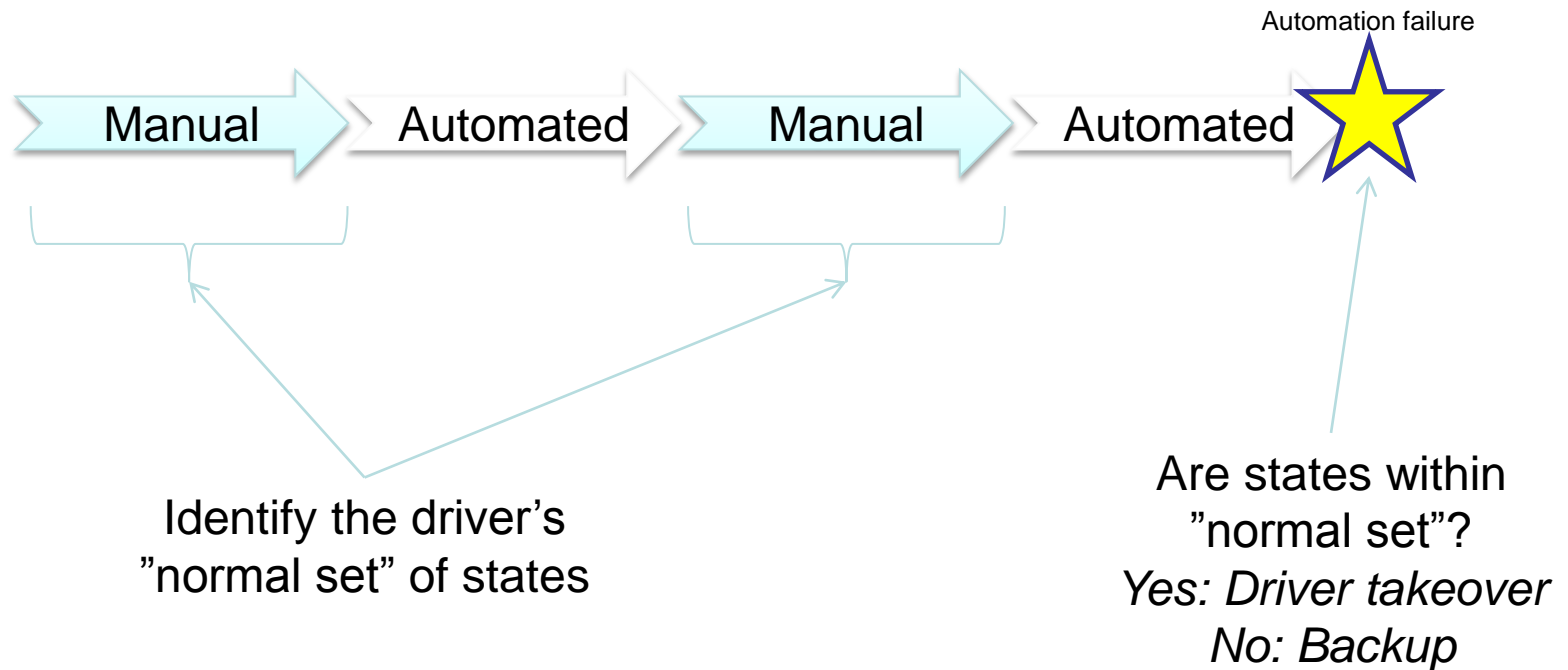 Automation failure
Manual
Automated
Manual
Automated
Identify the driver’s
”normal set” of states
Are states within
”normal set”?
Yes: Driver takeover
No: Backup